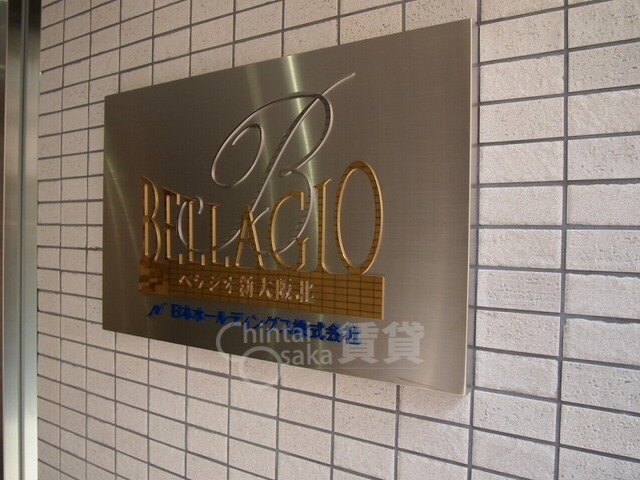 B
BELLAGIO
ベラジオ新大阪北
日本ホールディングス株式会社
Chintai 賃貸
Osaka